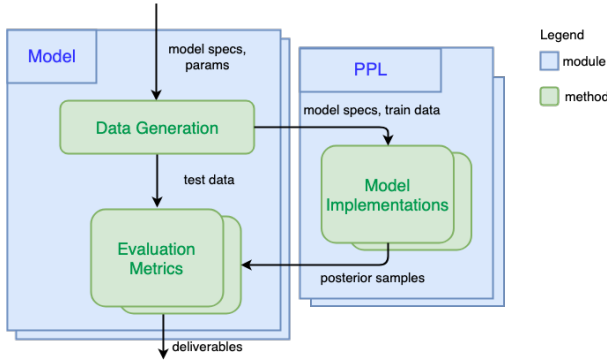 Model
model specs,
params
Data Generation
test data
Evaluation
Metrics
deliverables
PPL
model specs, train data
Model
Implementations
posterior samples
Legend
module
method